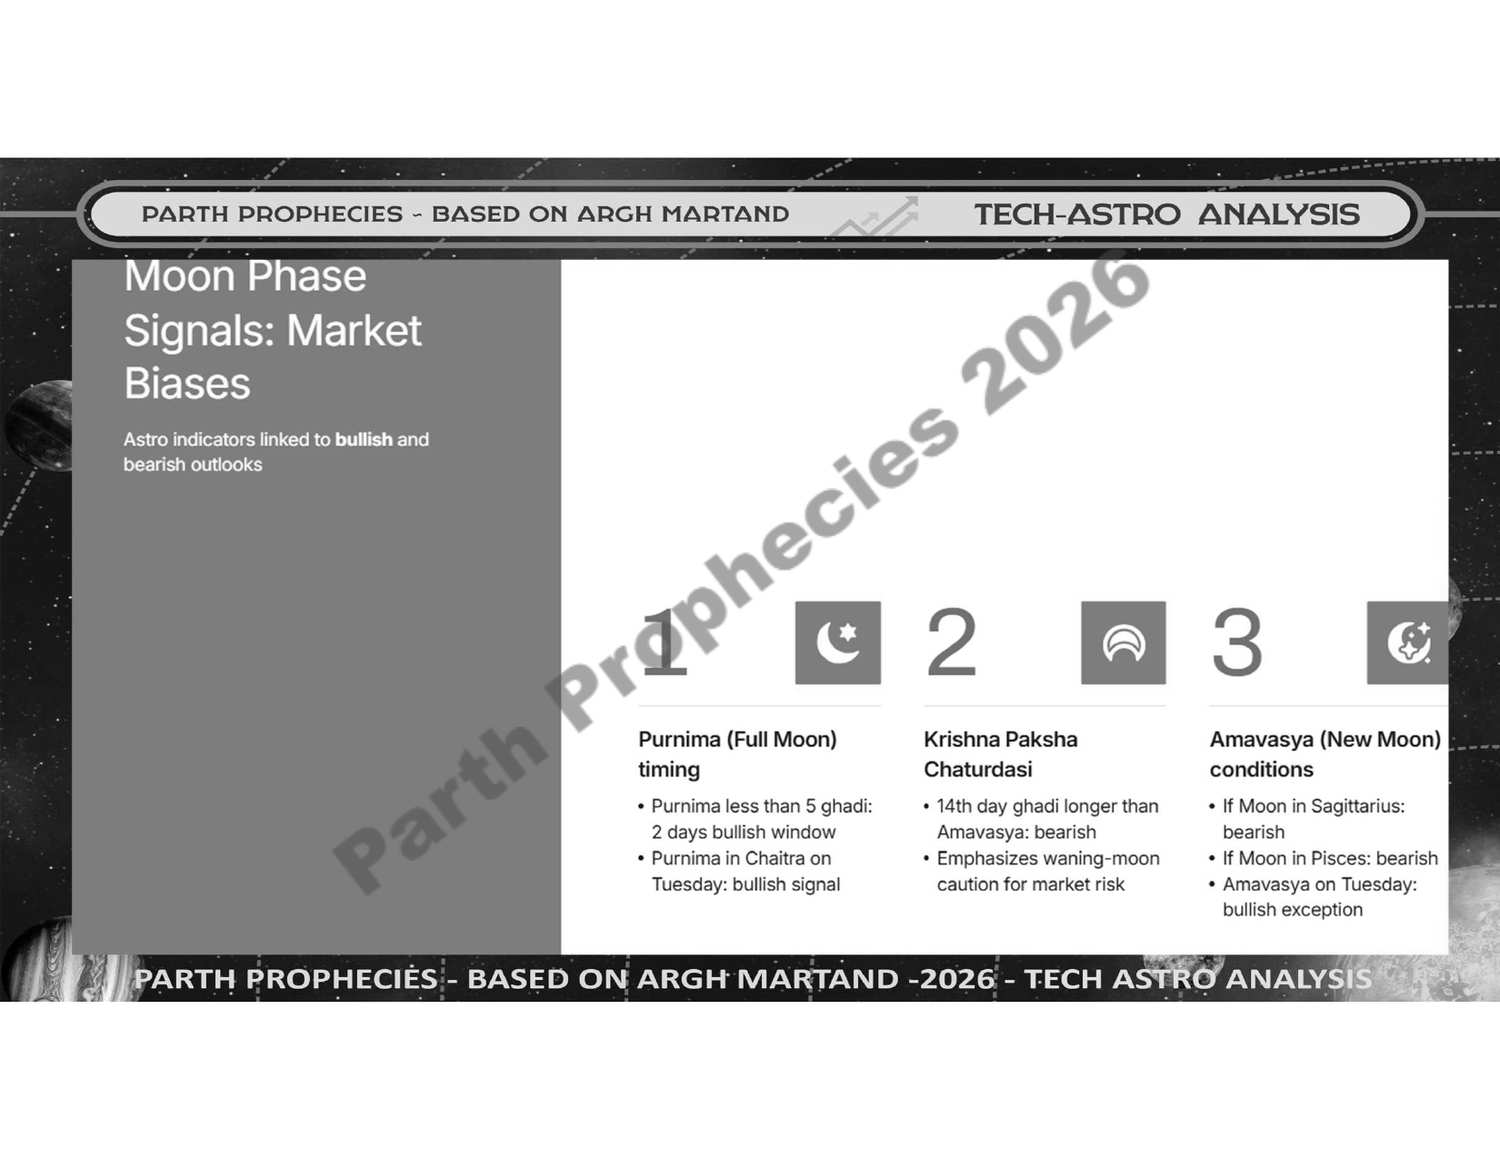 PARTH PROPHECIES ~ BASED ON ARGH MARTAND
TECH-ASTRO ANALYSIS
Moon Phase
Signals: Market
Biases
Astro indicators linked to bullish and
bearish outlooks
Parth Prophecies 2026
1
Purnima (Full Moon)
timing
• Purnima less than 5 ghadi:
2 days bullish window
• Purnima in Chaitra on
Tuesday: bullish signal
2
Krishna Paksha
Chaturdasi
• 14th day ghadi longer than
Amavasya: bearish
• Emphasizes waning-moon
caution for market risk
3
Amavasya (New Moon)
conditions
• If Moon in Sagittarius:
bearish
• If Moon in Pisces: bearish
• Amavasya on Tuesday:
bullish exception
PARTH PROPHECIES - BASED ON ARGH MARTAND -2026 - TECH ASTRO ANALYSIS